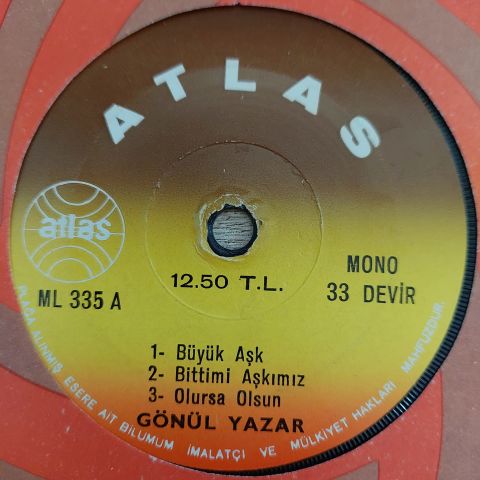 ATLAS
atlas
ML 335 A
12.50 T.L.
MONO
33 DEVİR
1- Büyük Aşk
2- Bittimi Aşkımız
3- Olursa Olsun
GÖNÜL YAZAR
PLAĞA ALINMIŞ ESERE AİT BİLUMUM İMALATÇI VE MÜLKİYET HAKLARI MAHFUZDUR.